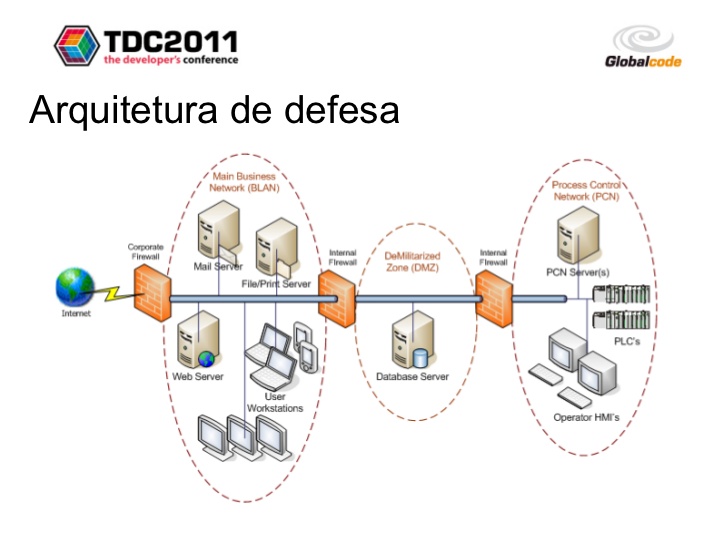 TDC2011
the developer's conference
Globalcode
Arquitetura de defesa
Main Business
Network (BLAN)
Process Control
Network (PCN)
Corporate
Firewall
Mail Server
File/Print Server
Internal
Firewall
DeMilitarized
Zone (DMZ)
Internal
Firewall
PCN Server(s)
Internet
Web Server
User
Workstations
Database Server
PLC's
Operator HMI's